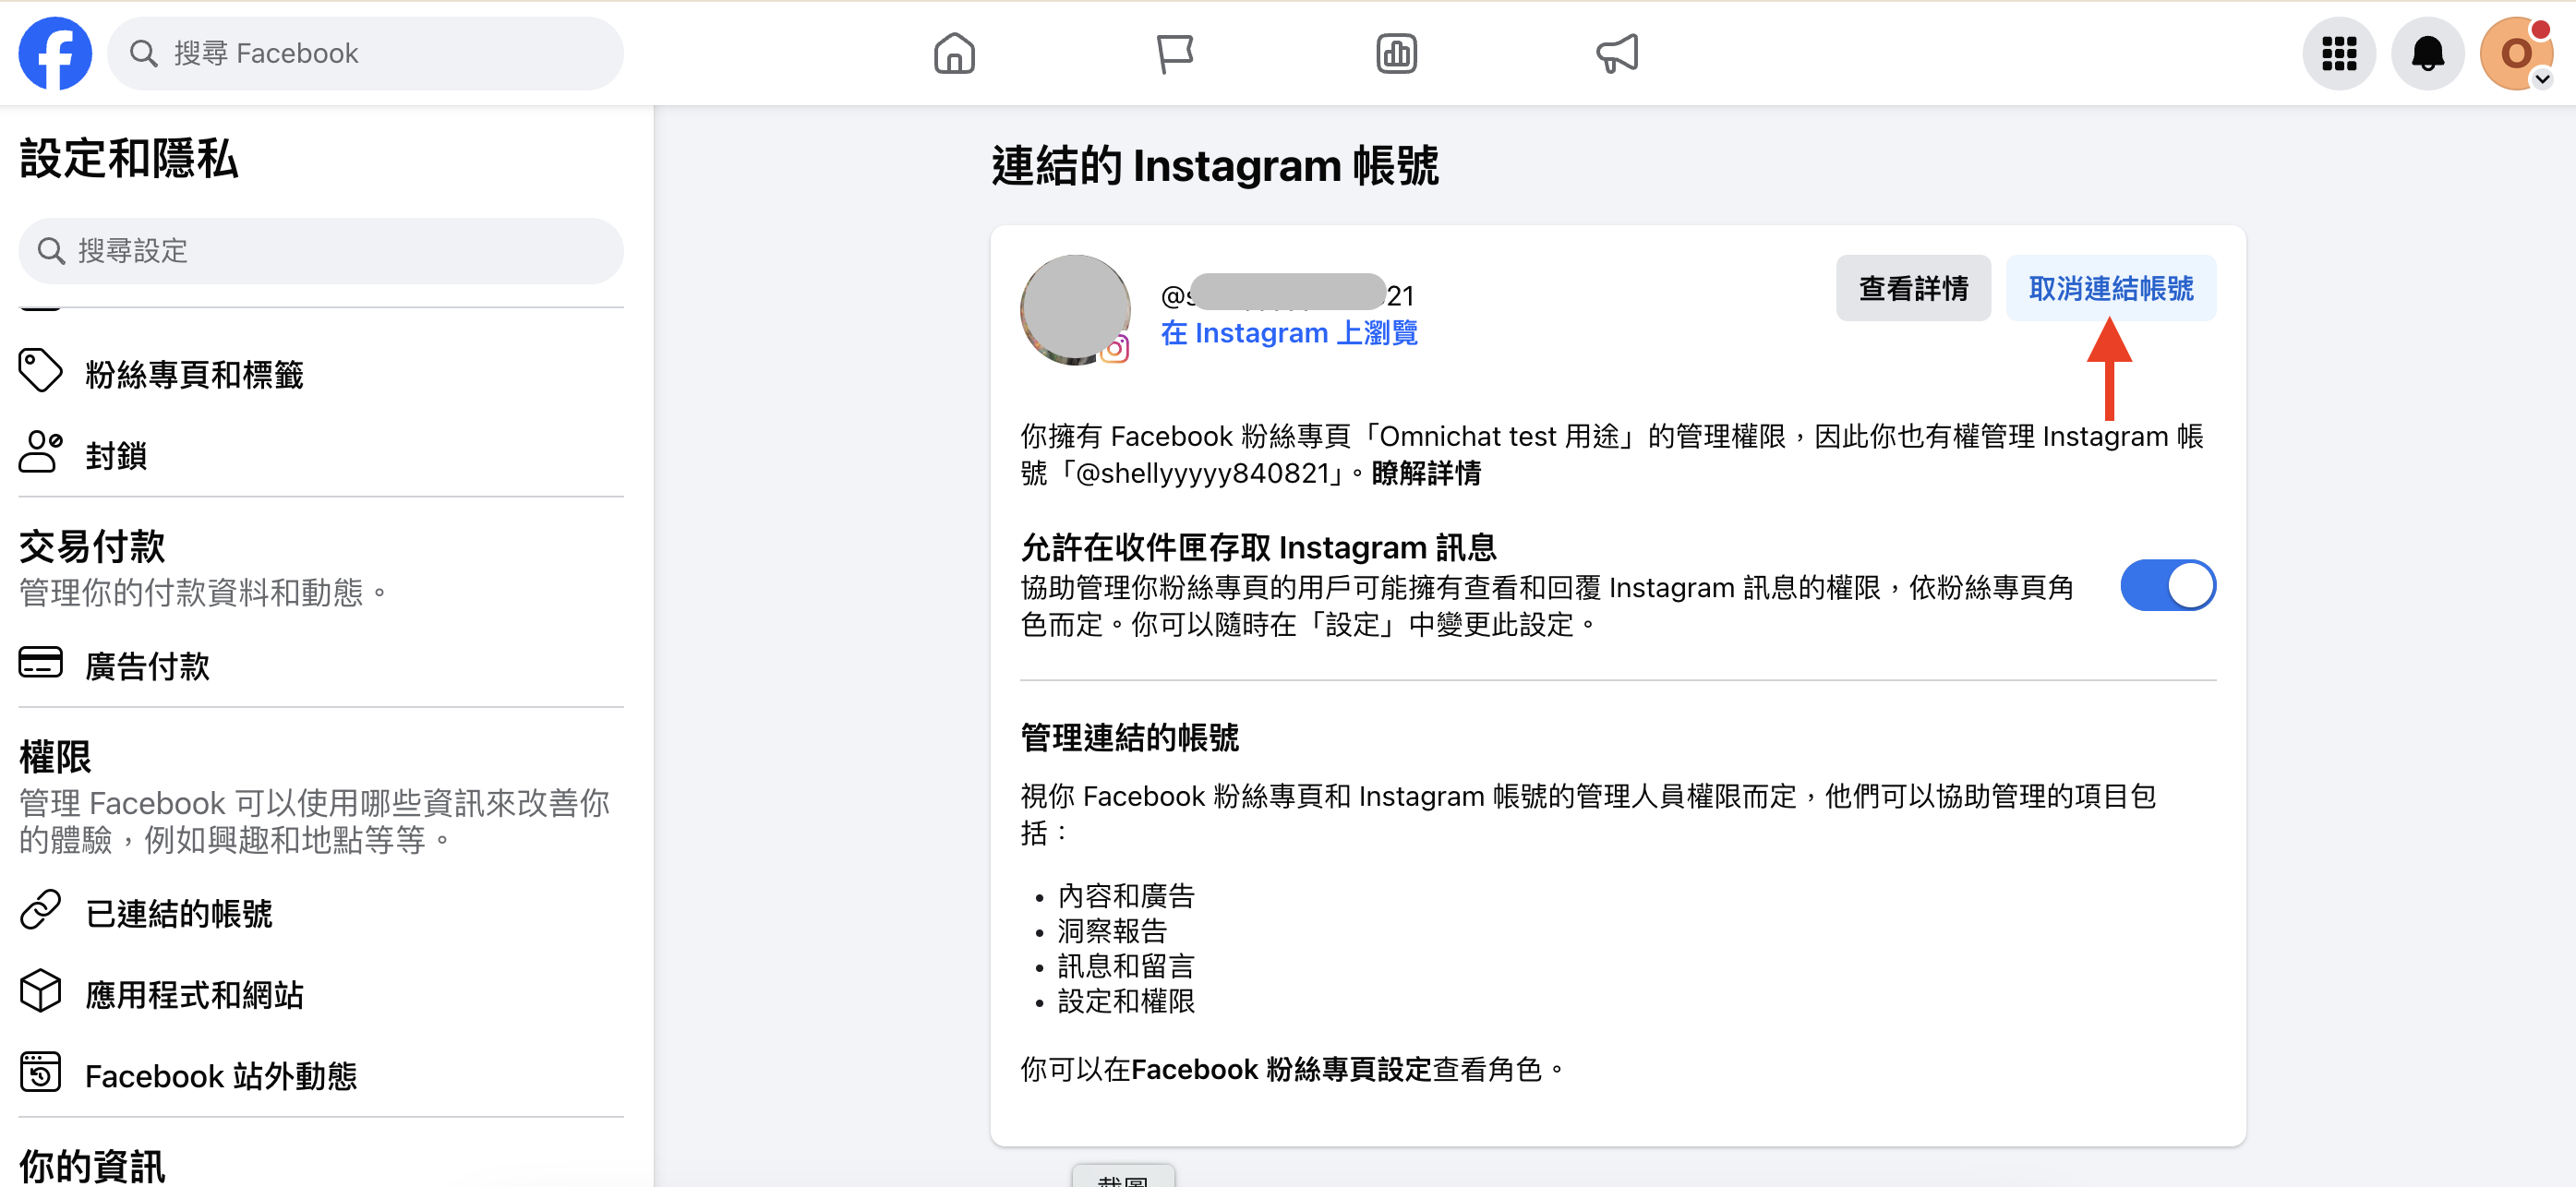 搜尋 Facebook
設定和隱私
搜尋設定
粉絲專頁和標籤
封鎖
交易付款
管理你的付款資料和動態。
廣告付款
權限
管理 Facebook 可以使用哪些資訊來改善你
的體驗，例如興趣和地點等等。
已連結的帳號
應用程式和網站
Facebook 站外動態
你的資訊
O
連結的 Instagram 帳號
@s 21
在 Instagram 上瀏覽
查看詳情
取消連結帳號
你擁有 Facebook 粉絲專頁「Omnichat test 用途」的管理權限，因此你也有權管理 Instagram 帳
號「@shellyyyyy840821」。瞭解詳情
允許在收件匣存取 Instagram 訊息
協助管理你粉絲專頁的用戶可能擁有查看和回覆 Instagram 訊息的權限，依粉絲專頁角
色而定。你可以隨時在「設定」中變更此設定。
管理連結的帳號
視你 Facebook 粉絲專頁和 Instagram 帳號的管理人員權限而定，他們可以協助管理的項目包
括：
• 內容和廣告
• 洞察報告
• 訊息和留言
• 設定和權限
你可以在Facebook 粉絲專頁設定查看角色。
截圖